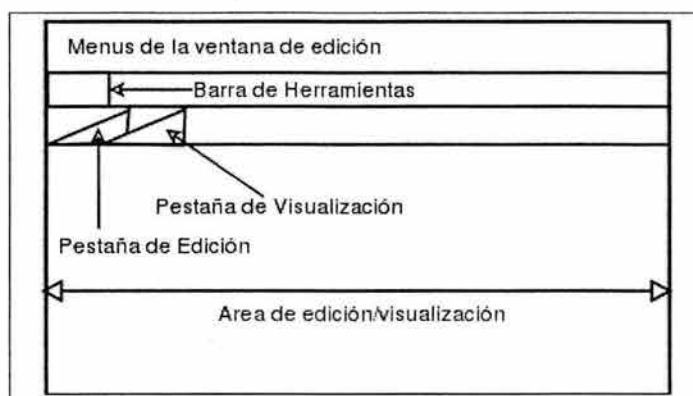 Menus de la ventana de edición
Barra de Herramientas
Pestaña de Visualización
Pestaña de Edición
Area de edición/visualización